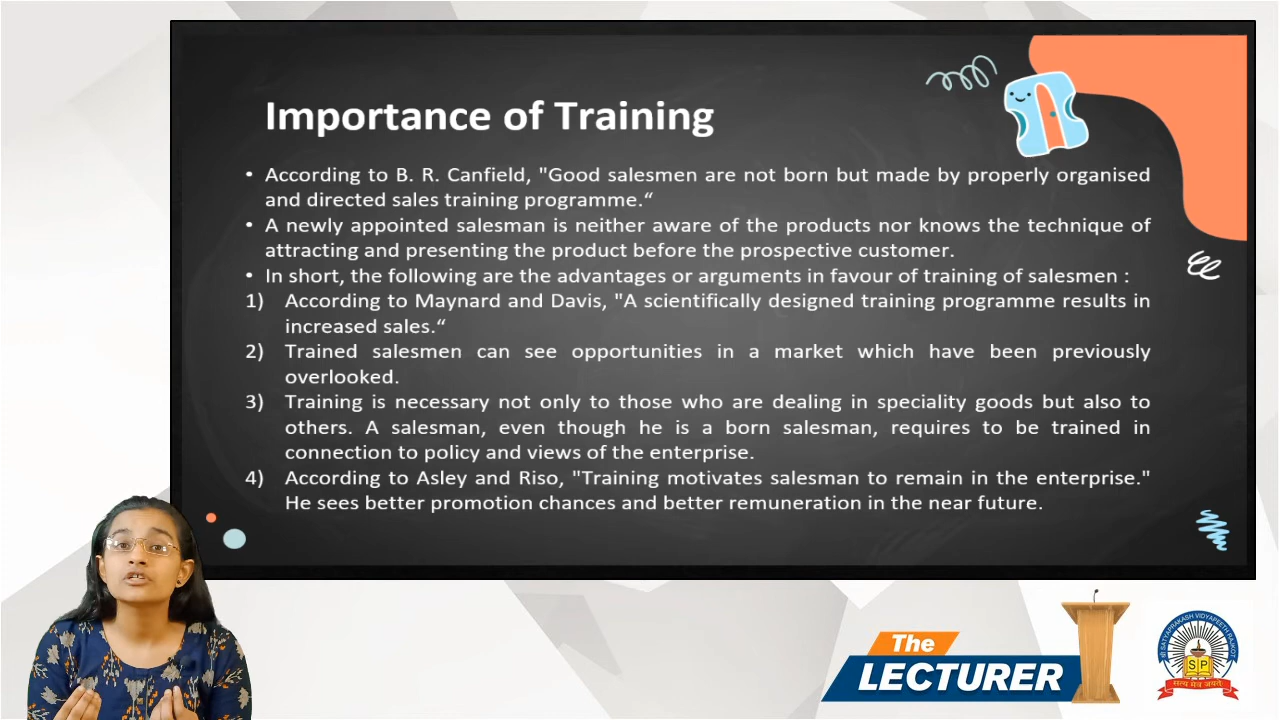 Importance of Training
• According to B. R. Canfield, "Good salesmen are not born but made by properly organised
and directed sales training programme.“
• A newly appointed salesman is neither aware of the products nor knows the technique of
attracting and presenting the product before the prospective customer.
• In short, the following are the advantages or arguments in favour of training of salesmen :
1) According to Maynard and Davis, "A scientifically designed training programme results in
increased sales.“
2) Trained salesmen can see opportunities in a market which have been previously
overlooked.
3) Training is necessary not only to those who are dealing in speciality goods but also to
others. A salesman, even though he is a born salesman, requires to be trained in
connection to policy and views of the enterprise.
4) According to Asley and Riso, "Training motivates salesman to remain in the enterprise."
He sees better promotion chances and better remuneration in the near future.
The
LECTURER
SATYAPRAKASH VIDYAPEETH RAJKOT
S P
सत्य मेव जयते